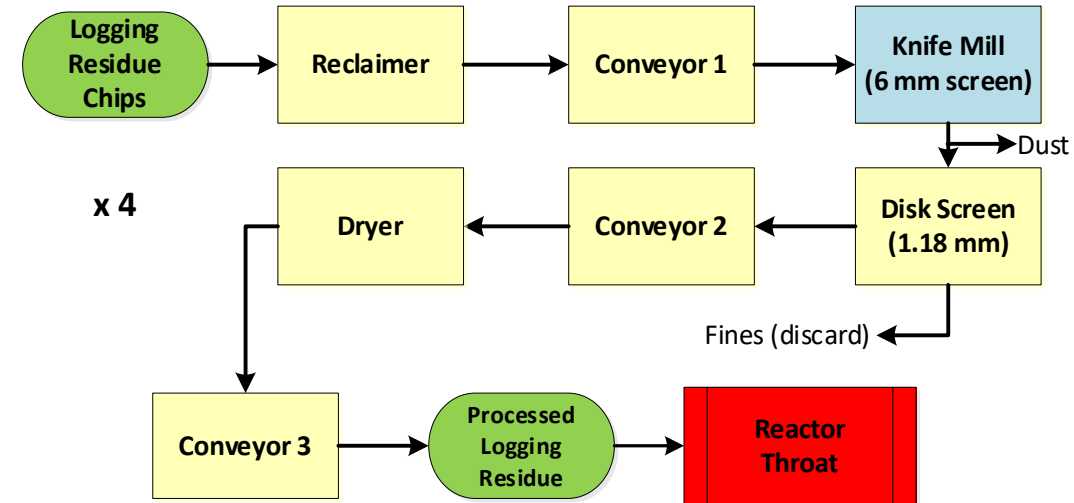 Logging
Residue
Chips
Reclaimer
Conveyor 1
Knife Mill
(6 mm screen)
Dust
x 4
Dryer
Conveyor 2
Disk Screen
(1.18 mm)
Fines (discard)
Conveyor 3
Processed
Logging
Residue
Reactor
Throat